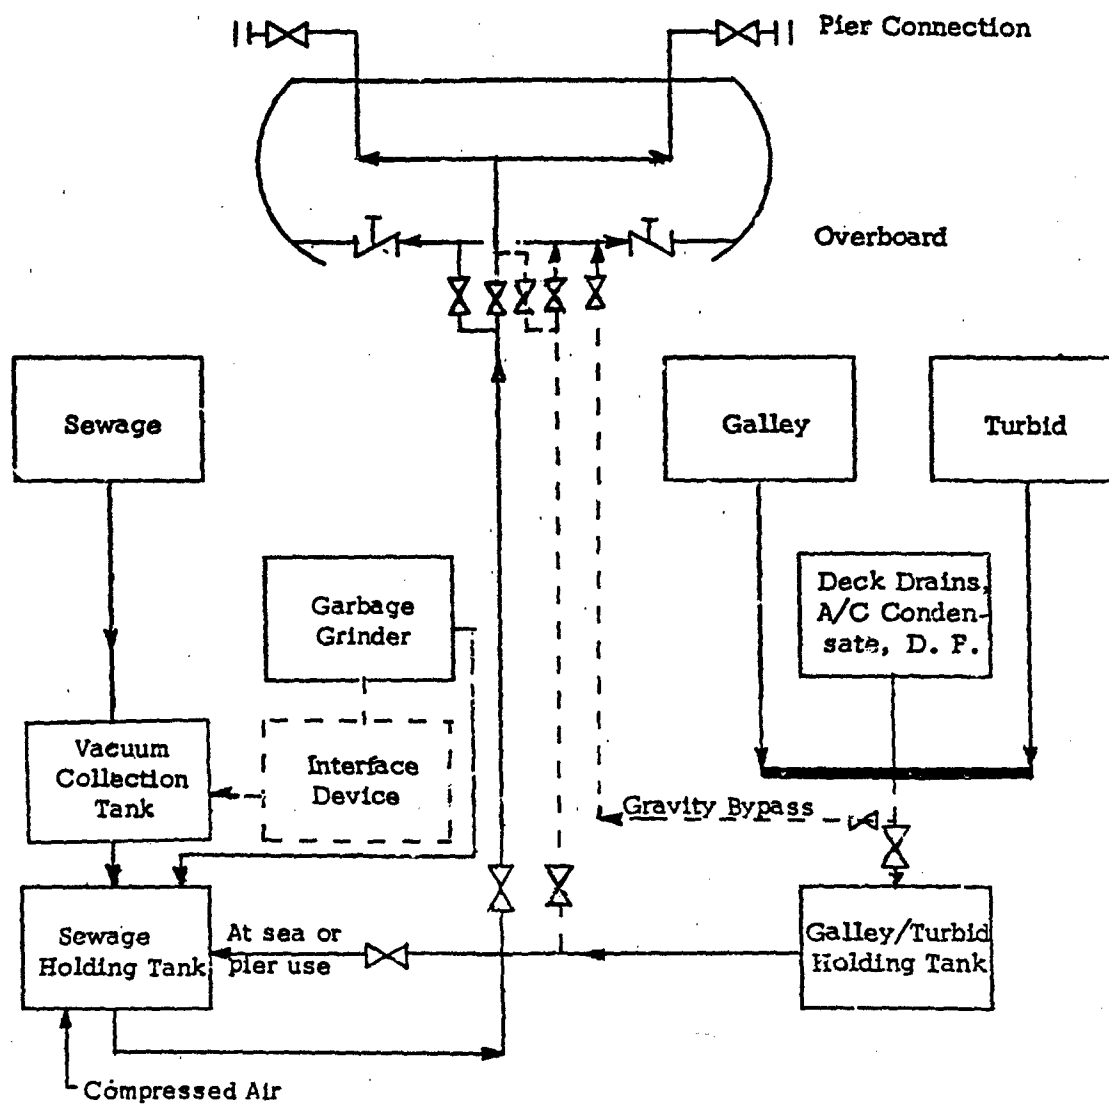 Pier Connection
Overboard
Sewage
Galley
Turbid
Garbage
Grinder
Deck Drains,
A/C Conden-
sate, D. F.
Vacuum
Collection
Tank
Interface
Device
Gravity Bypass
Sewage
Holding Tank
At sea or
pier use
Galley/Turbid
Holding Tank
Compressed Air